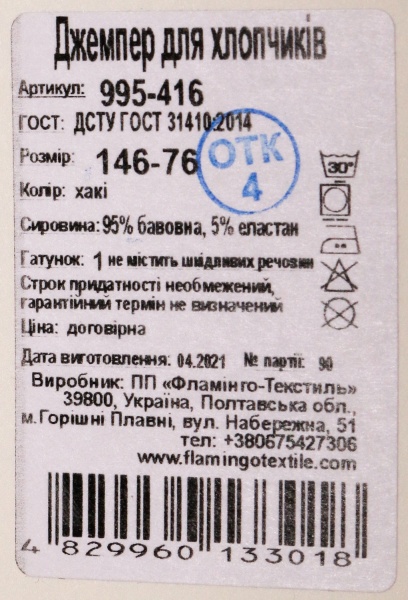 Джемпер для хлопчиків
Артикул: 995-416
ГОСТ: ДСТУ ГОСТ 31410:2014
Розмір: 146-76
ОТК
4
Колір: хакі
30°
Сировина: 95% бавовна, 5% еластан
Гатунок: 1 не містить шкідливих речовин
Строк придатності необмежений,
гарантійний термін не визначений
Ціна: договірна
Дата виготовлення: 04.2021 № партії: 90
Виробник: ПП «Фламінго-Текстиль»
39800, Україна, Полтавська обл.,
м.Горішні Плавні, вул. Набережна, 51
тел: +380675427306
www.flamingotextile.com
4 829960 133018